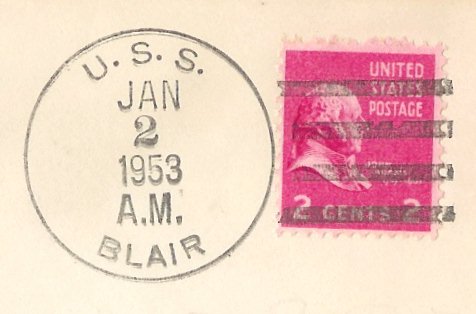 U.S.S.
JAN
2
1953
A.M.
BLAIR
UNITED
STATES
POSTAGE
2 CENTS 2